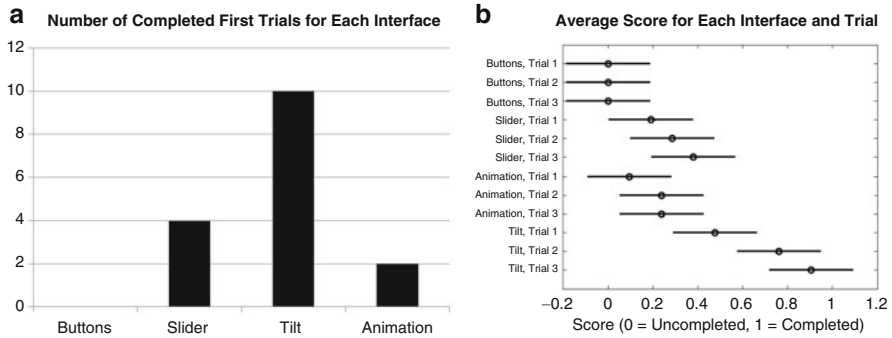 a
Number of Completed First Trials for Each Interface
12
10
8
6
4
2
0
Buttons Slider Tilt Animation
b
Average Score for Each Interface and Trial
Buttons, Trial 1
Buttons, Trial 2
Buttons, Trial 3
Slider, Trial 1
Slider, Trial 2
Slider, Trial 3
Animation, Trial 1
Animation, Trial 2
Animation, Trial 3
Tilt, Trial 1
Tilt, Trial 2
Tilt, Trial 3
−0.2 0 0.2 0.4 0.6 0.8 1 1.2
Score (0 = Uncompleted, 1 = Completed)